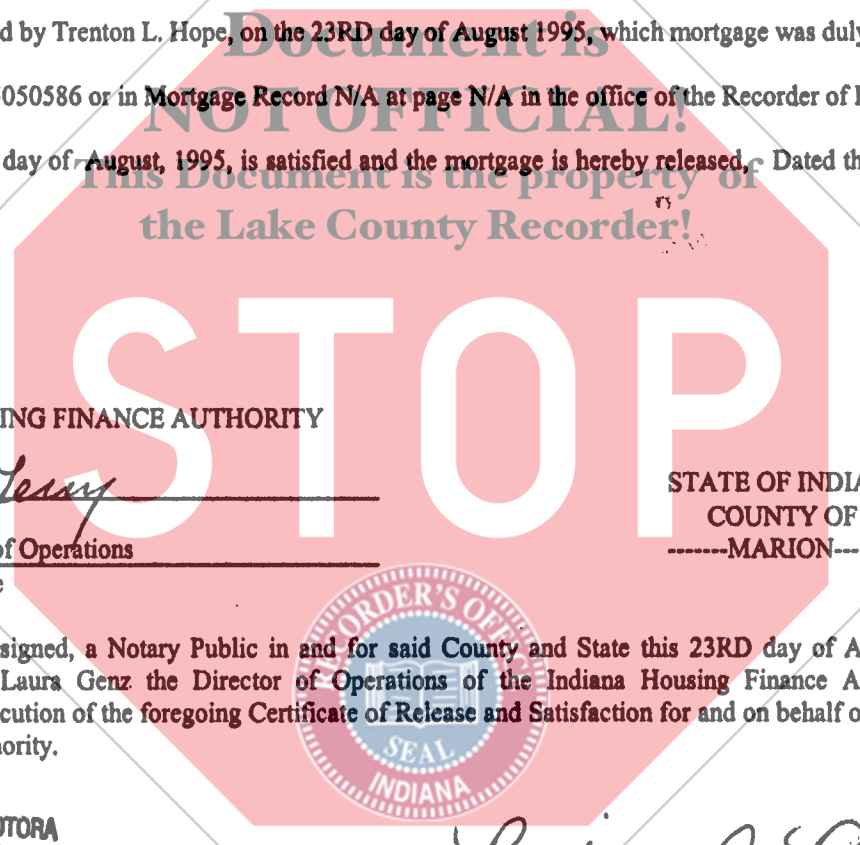 d by Trenton L. Hope, on the 23RD day of August 1995, which mortgage was duly
Document is
050586 or in Mortgage Record N/A at page N/A in the office of the Recorder of
NOT OFFICIAL!
day of August, 1995, is satisfied and the mortgage is hereby released, Dated th
This Document is the property of
the Lake County Recorder!
STOP
ING FINANCE AUTHORITY
STATE OF INDIA
COUNTY OF
of Operations
-------MARION---
e
signed, a Notary Public in and for said County and State this 23RD day of A
Laura Genz the Director of Operations of the Indiana Housing Finance A
cution of the foregoing Certificate of Release and Satisfaction for and on behalf o
ority.
RECORDER'S OFFICE
SEAL
INDIANA
UTORA